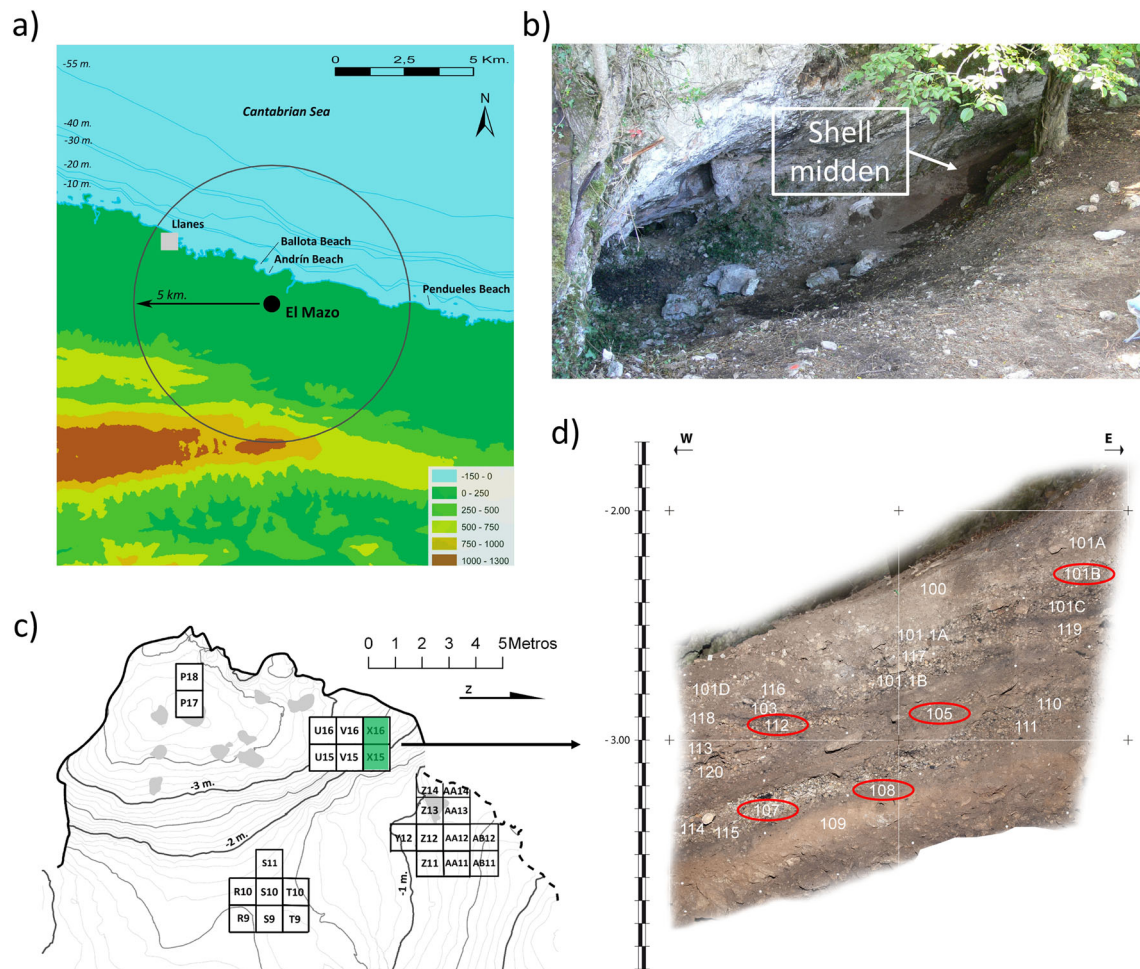 a)
0 2,5 5 Km.
N
-55 m.
Cantabrian Sea
-40 m.
-30 m.
-20 m.
-10 m.
Llanes
Ballota Beach
Andrín Beach
Pendueles Beach
5 km.
El Mazo
-150 - 0
0 - 250
250 - 500
500 - 750
750 - 1000
1000 - 1300
b)
Shell
midden
c)
0 1 2 3 4 5 Metros
z
P18
P17
U16 V16 X16
U15 V15 X15
-3 m.
-2 m.
-1 m.
Z14 AA14
Z13 AA13
Y12 Z12 AA12 AB12
Z11 AA11 AB11
S11
R10 S10 T10
R9 S9 T9
d)
W E
- 2.00
- 3.00
101A
101B
100
101C
119
101 1A
117
101 1B
101D 116
103
118 112 105 110
111
113
120
107 108
114 115 109